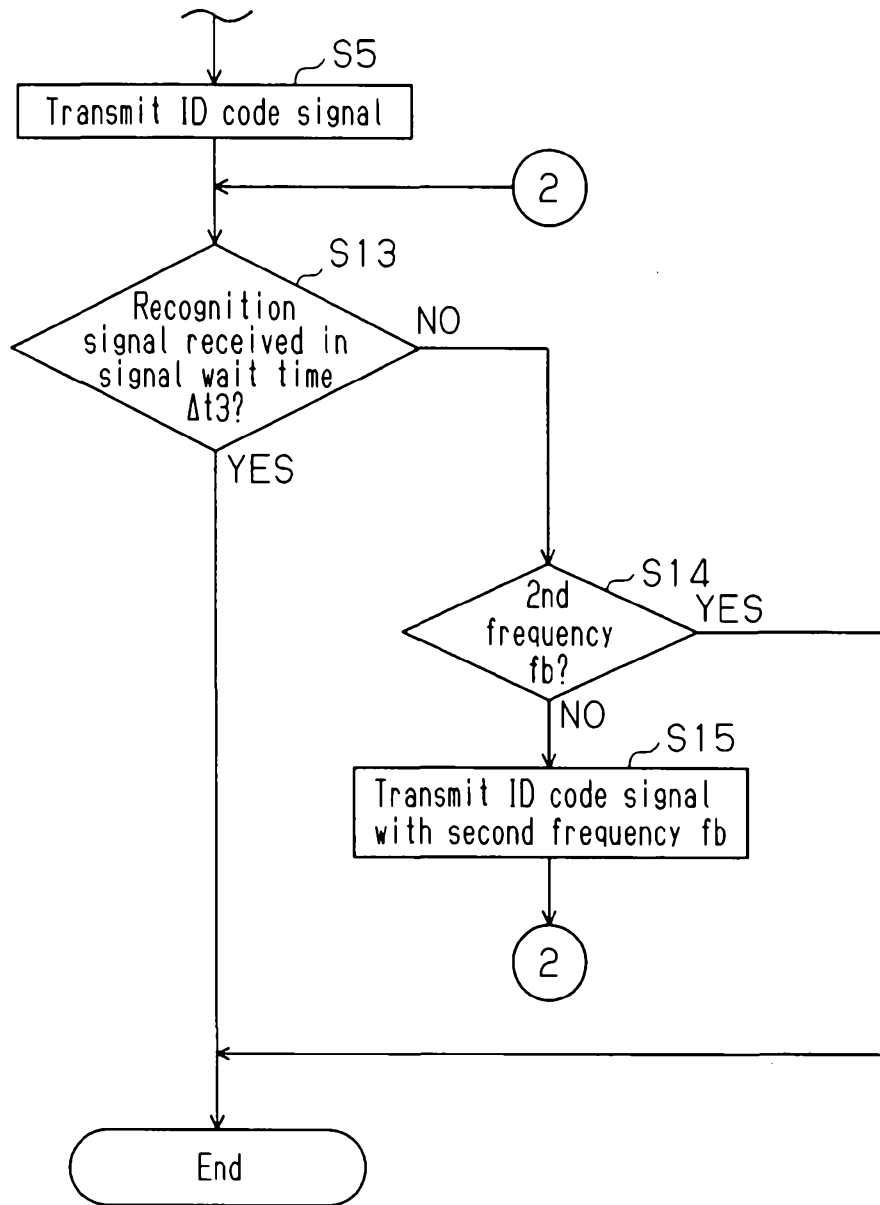 S5
Transmit ID code signal
2
S13
Recognition
signal received in
signal wait time
Δt3?
NO
YES
S14
2nd
frequency
fb?
YES
NO
S15
Transmit ID code signal
with second frequency fb
2
End